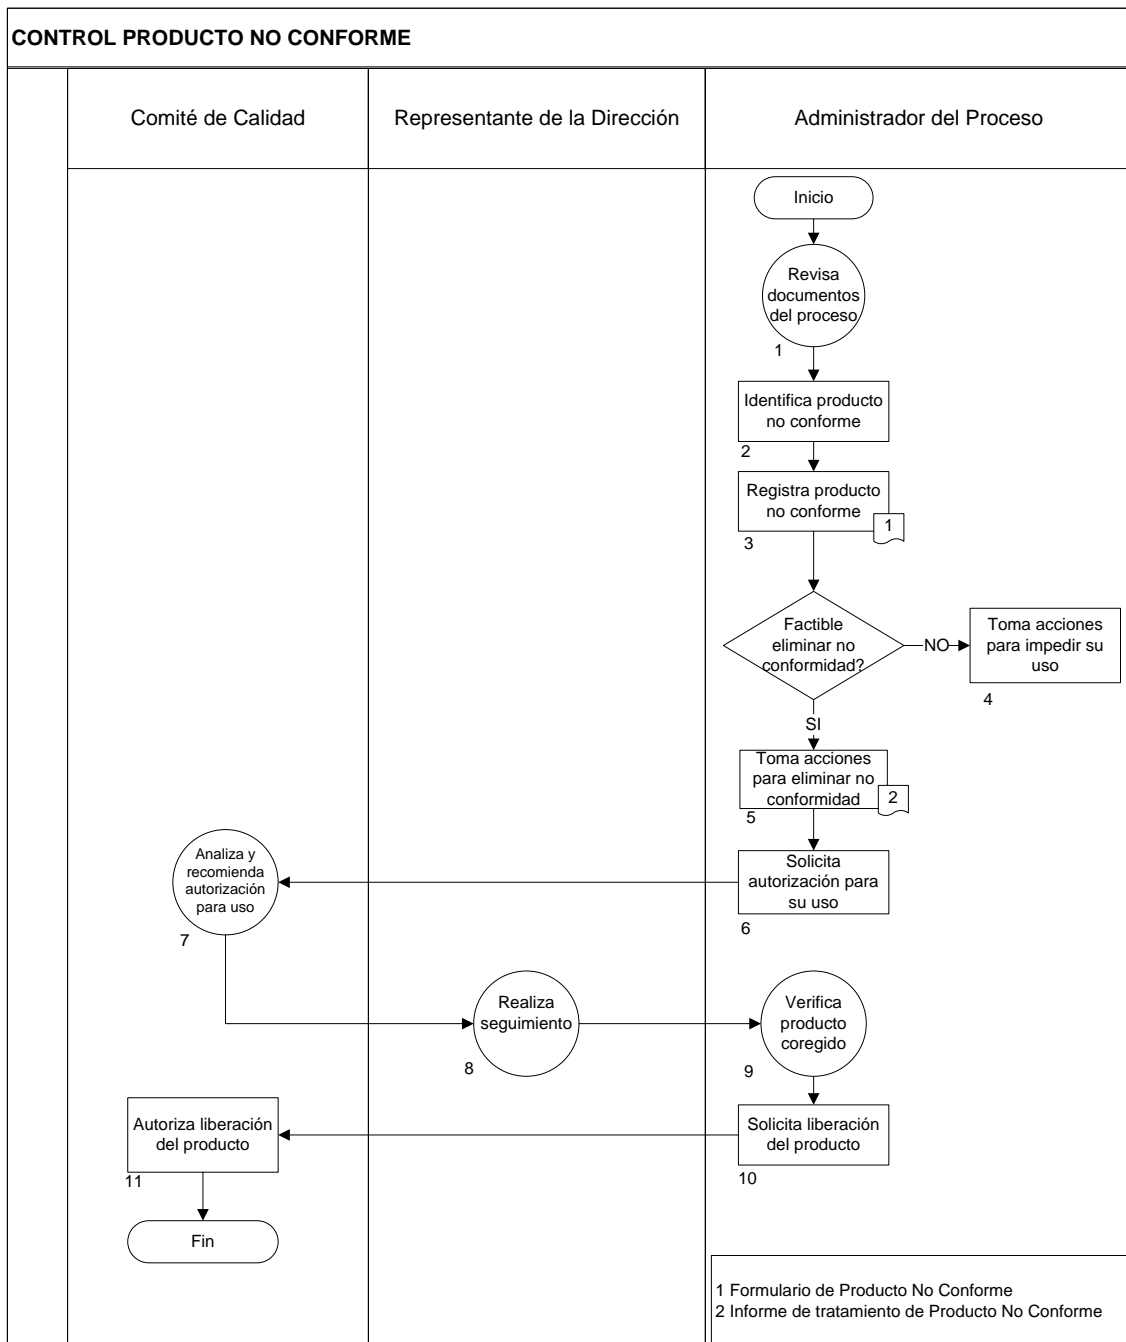 CONTROL PRODUCTO NO CONFORME
Comité de Calidad
Representante de la Dirección
Administrador del Proceso
Inicio
Revisa
documentos
del proceso
1
Identifica producto
no conforme
2
Registra producto
no conforme
1
3
Factible
eliminar no
conformidad?
NO
Toma acciones
para impedir su
uso
4
SI
Toma acciones
para eliminar no
conformidad
2
5
Solicita
autorización para
su uso
6
Analiza y
recomienda
autorización
para uso
7
Realiza
seguimiento
8
Verifica
producto
coregido
9
Solicita liberación
del producto
10
Autoriza liberación
del producto
11
Fin
1 Formulario de Producto No Conforme
2 Informe de tratamiento de Producto No Conforme